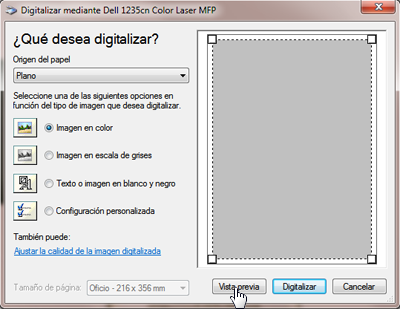 Digitalizar mediante Dell 1235cn Color Laser MFP
¿Qué desea digitalizar?
Origen del papel
Plano
Seleccione una de las siguientes opciones en
función del tipo de imagen que desea digitalizar.
Imagen en color
Imagen en escala de grises
Texto o imagen en blanco y negro
Configuración personalizada
También puede:
Ajustar la calidad de la imagen digitalizada
Tamaño de página:
Oficio - 216 x 356 mm
Vista previa
Digitalizar
Cancelar